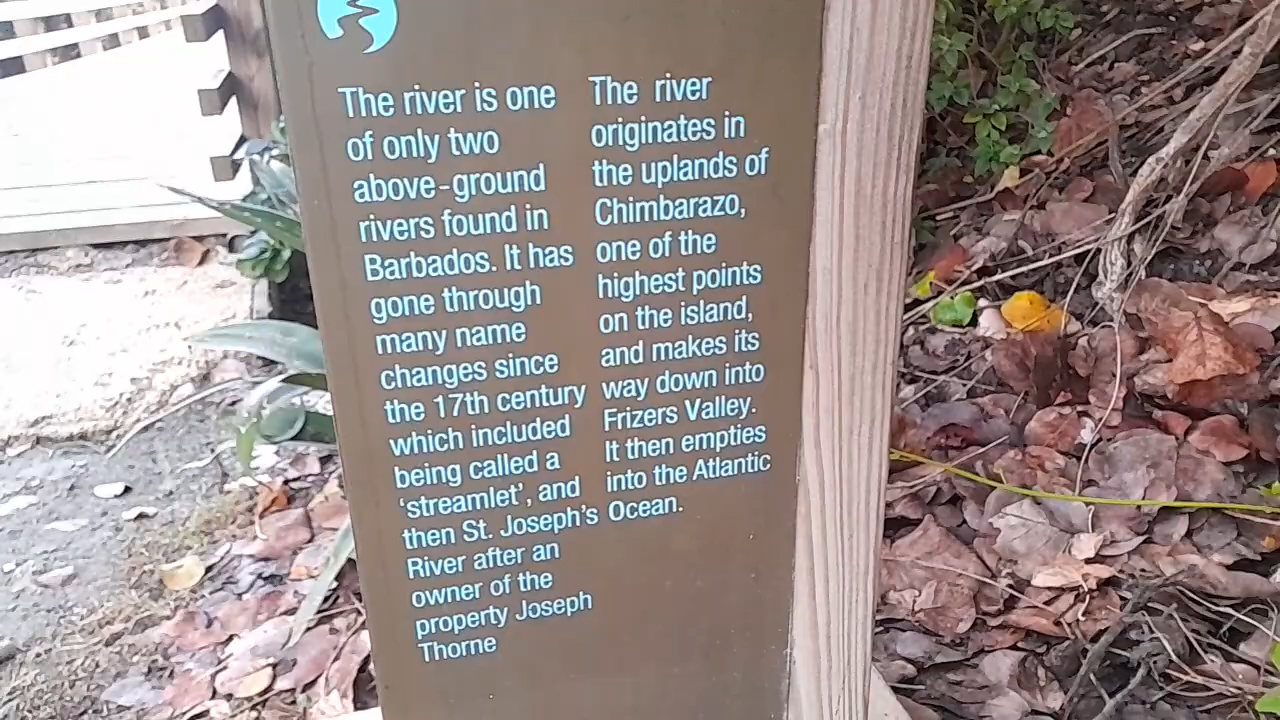 The river is one
of only two
above-ground
rivers found in
Barbados. It has
gone through
many name
changes since
the 17th century
which included
being called a
‘streamlet’, and
then St. Joseph’s
River after an
owner of the
property Joseph
Thorne
The river
originates in
the uplands of
Chimbarazo,
one of the
highest points
on the island,
and makes its
way down into
Frizers Valley.
It then empties
into the Atlantic
Ocean.